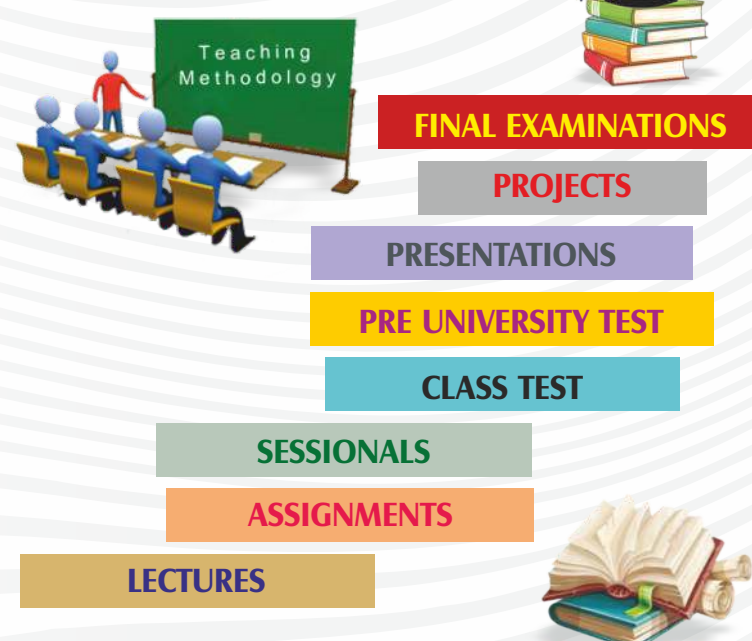 Teaching
Methodology
FINAL EXAMINATIONS
PROJECTS
PRESENTATIONS
PRE UNIVERSITY TEST
CLASS TEST
SESSIONALS
ASSIGNMENTS
LECTURES